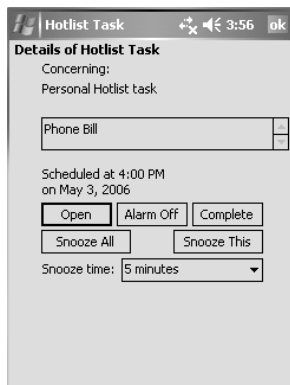 Hotlist Task 3:56 ok
Details of Hotlist Task
Concerning:
Personal Hotlist task
Phone Bill
Scheduled at 4:00 PM
on May 3, 2006
Open Alarm Off Complete
Snooze All Snooze This
Snooze time: 5 minutes